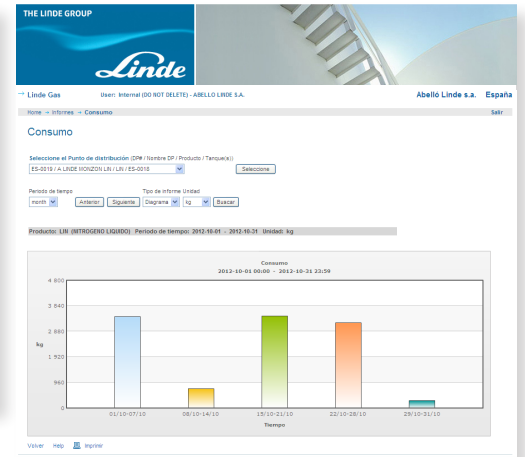 THE LINDE GROUP
Linde
→ Linde Gas User: Internal (DO NOT DELETE) - ABELLO LINDE S.A. Abelló Linde s.a. España
Home → Informes → Consumo Salir
Consumo
Seleccione el Punto de distribución (DP# / Nombre DP / Producto / Tanque(s))
ES-0019 / A LINDE MONZON LIN / LIN / ES-0018 Seleccione
Periodo de tiempo Tipo de informe Unidad
month Anterior Siguiente Diagrama kg Buscar
Producto: LIN (NITROGENO LIQUIDO) Periodo de tiempo: 2012-10-01 - 2012-10-31 Unidad: kg
Consumo
2012-10-01 00:00 - 2012-10-31 23:59
4 800
3 840
2 880
kg
1 920
960
0
01/10-07/10 08/10-14/10 15/10-21/10 22/10-28/10 29/10-31/10
Tiempo
Volver Help Imprimir